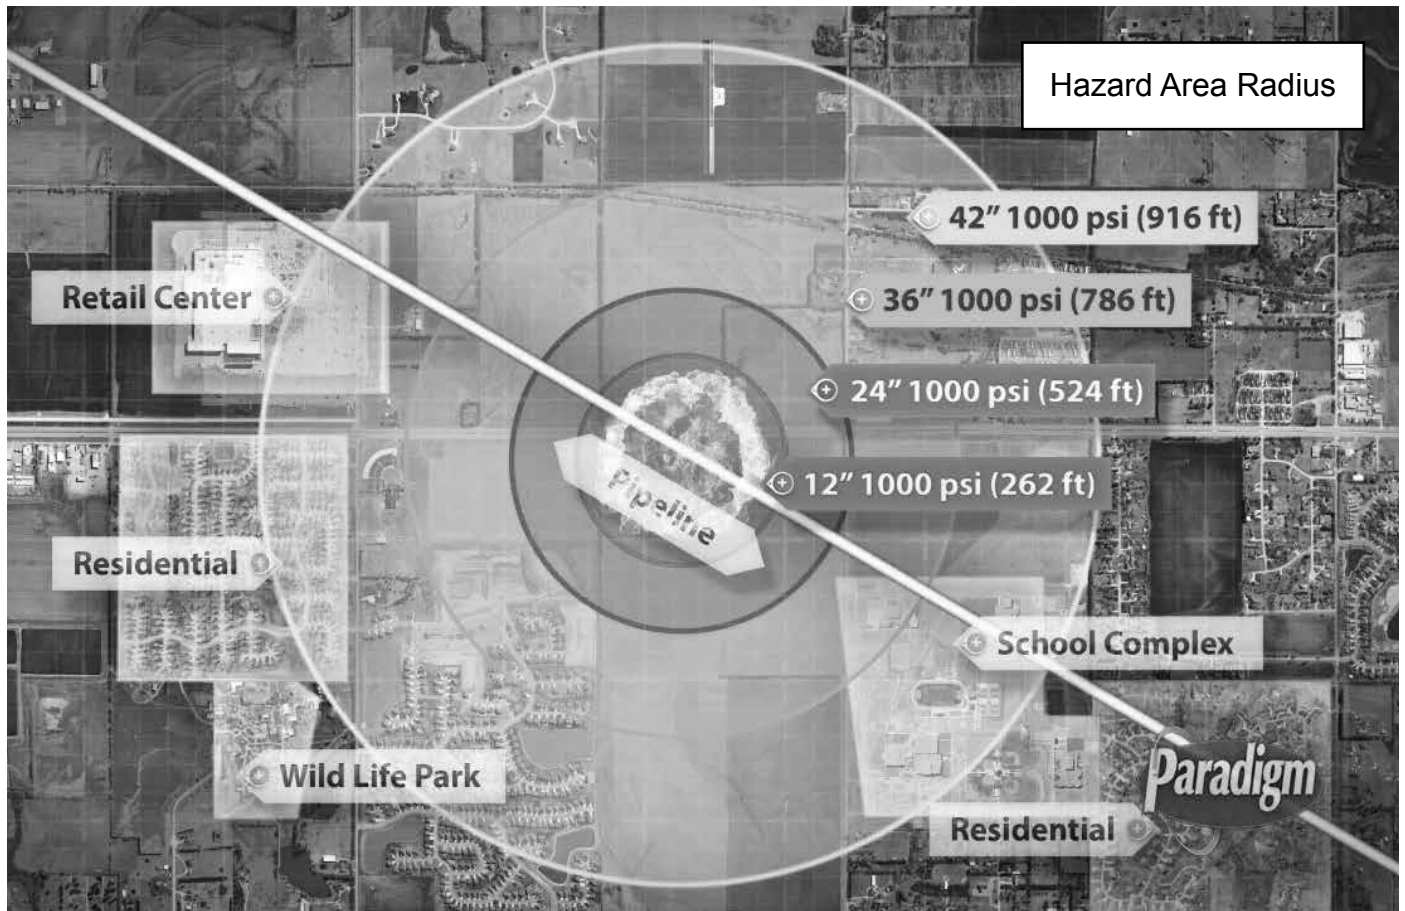 Hazard Area Radius
42” 1000 psi (916 ft)
Retail Center
36” 1000 psi (786 ft)
24” 1000 psi (524 ft)
12” 1000 psi (262 ft)
Pipeline
Residential
School Complex
Wild Life Park
Paradigm
Residential